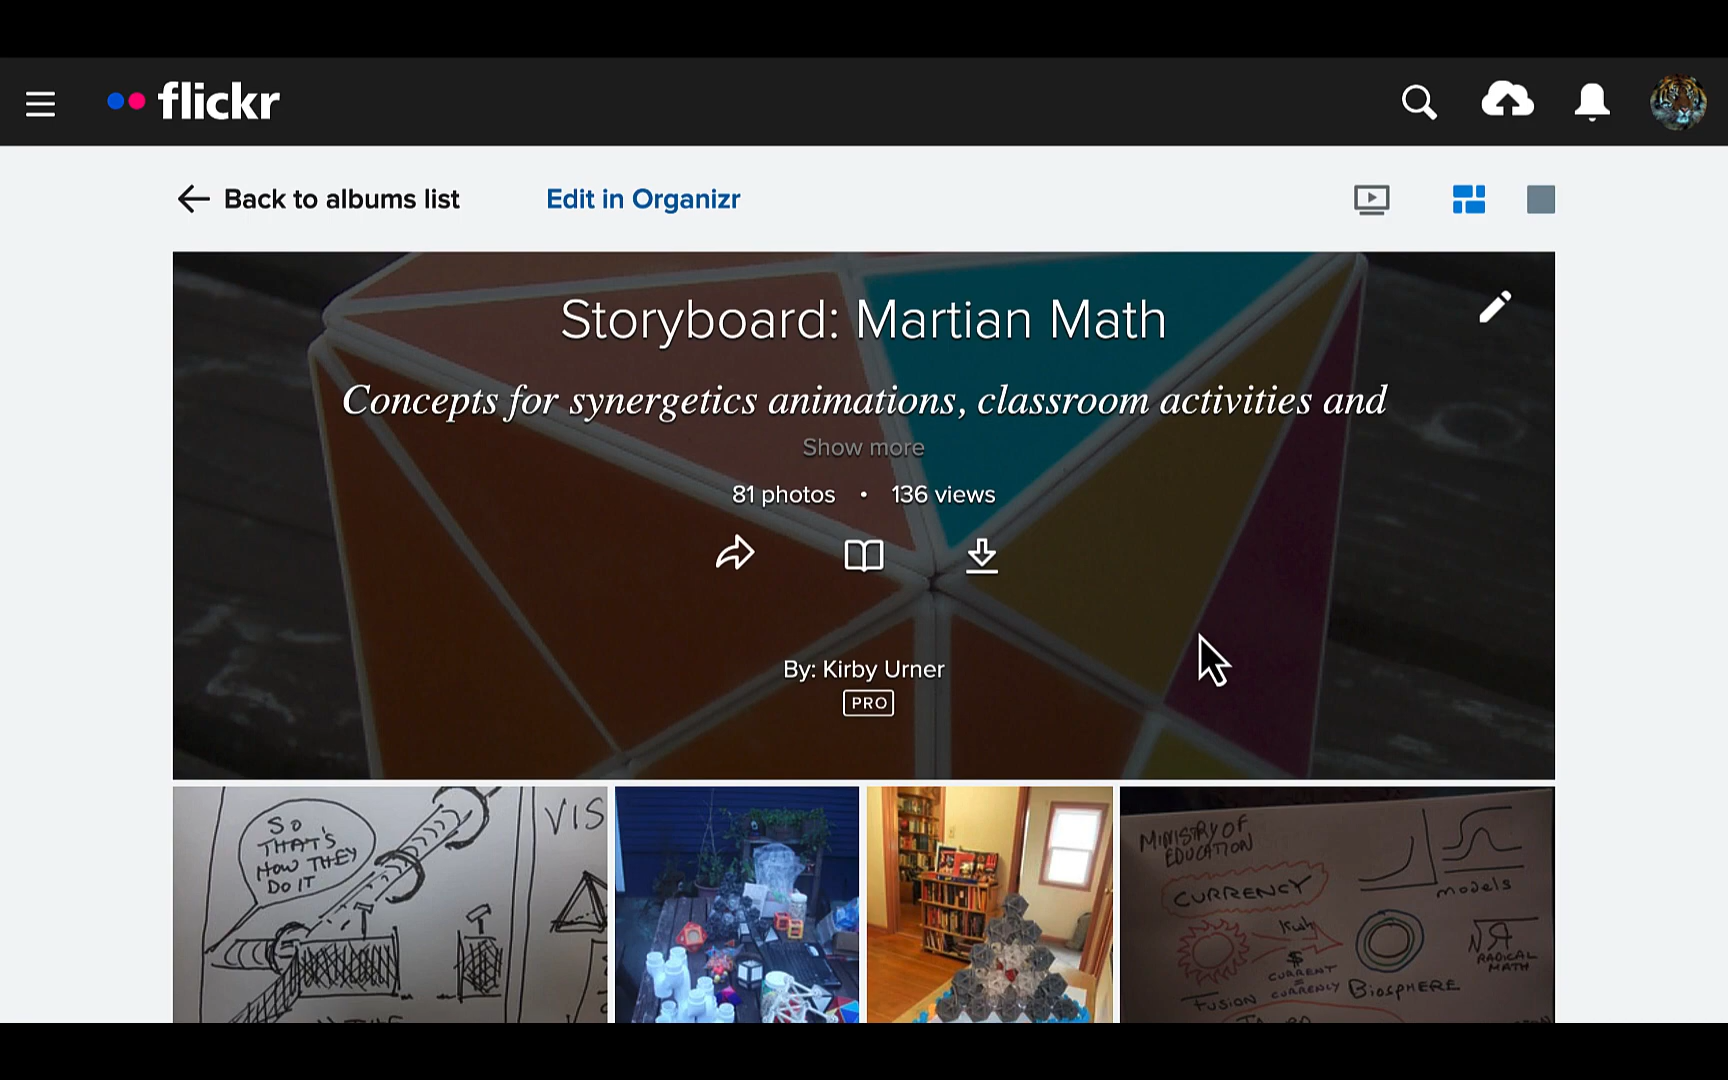 flickr
Back to albums list
Edit in Organizr
Storyboard: Martian Math
Concepts for synergetics animations, classroom activities and
Show more
81 photos • 136 views
By: Kirby Urner
PRO
SO
THAT'S
HOW THEY
DO IT
VIS
MINISTRY OF
EDUCATION
CURRENCY
models
Kwh
$
CURRENT
=
CURRENCY
FUSION
BIOSPHERE
RADICAL
MATH